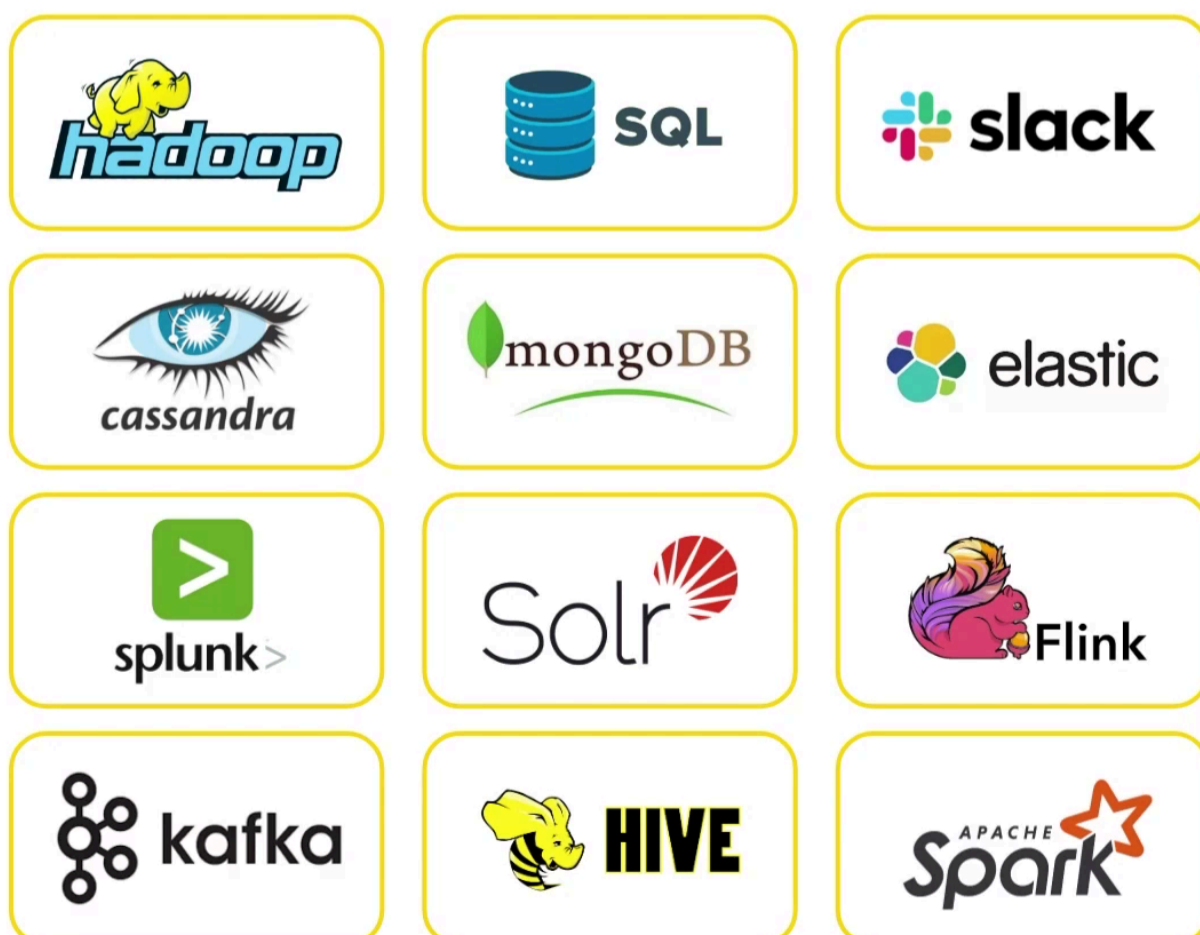 hadoop
SQL
slack
cassandra
mongoDB
elastic
splunk>
Solr
Flink
kafka
HIVE
APACHE
Spark